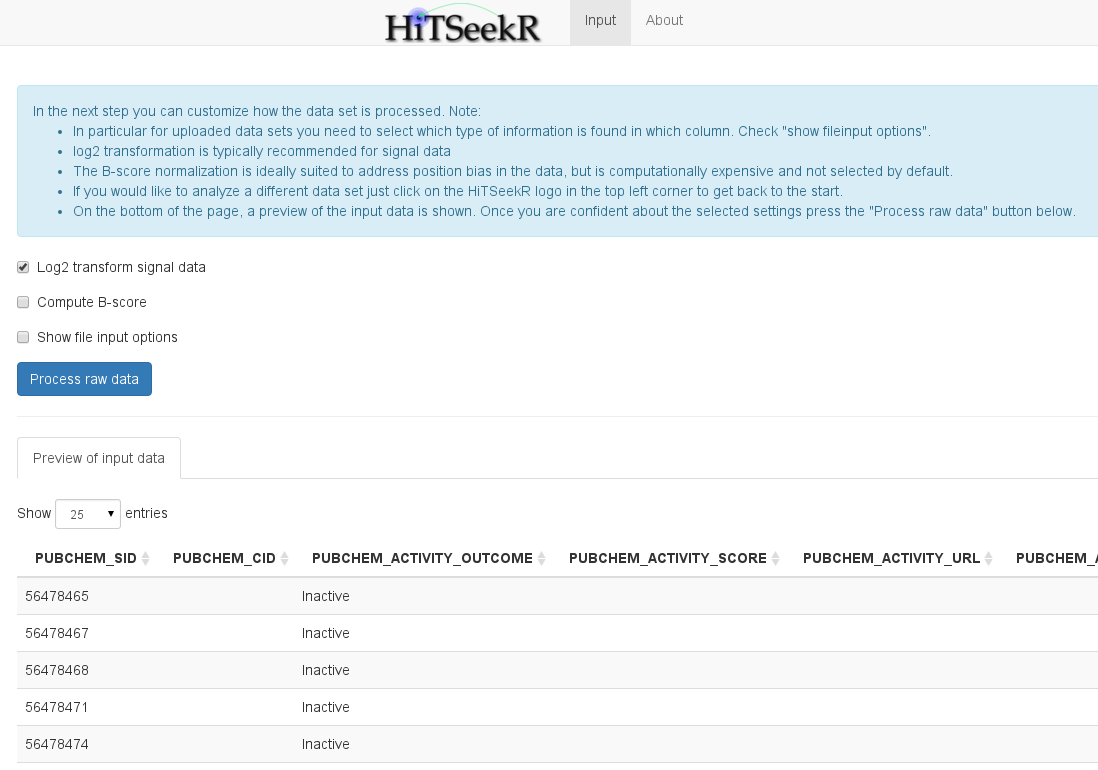 HiTSeekR
Input
About
In the next step you can customize how the data set is processed. Note:
• In particular for uploaded data sets you need to select which type of information is found in which column. Check "show fileinput options".
• log2 transformation is typically recommended for signal data
• The B-score normalization is ideally suited to address position bias in the data, but is computationally expensive and not selected by default.
• If you would like to analyze a different data set just click on the HiTSeekR logo in the top left corner to get back to the start.
• On the bottom of the page, a preview of the input data is shown. Once you are confident about the selected settings press the "Process raw data" button below.
Log2 transform signal data
Compute B-score
Show file input options
Process raw data
Preview of input data
Show 25 entries
PUBCHEM_SID PUBCHEM_CID PUBCHEM_ACTIVITY_OUTCOME PUBCHEM_ACTIVITY_SCORE PUBCHEM_ACTIVITY_URL
56478465 Inactive
56478467 Inactive
56478468 Inactive
56478471 Inactive
56478474 Inactive